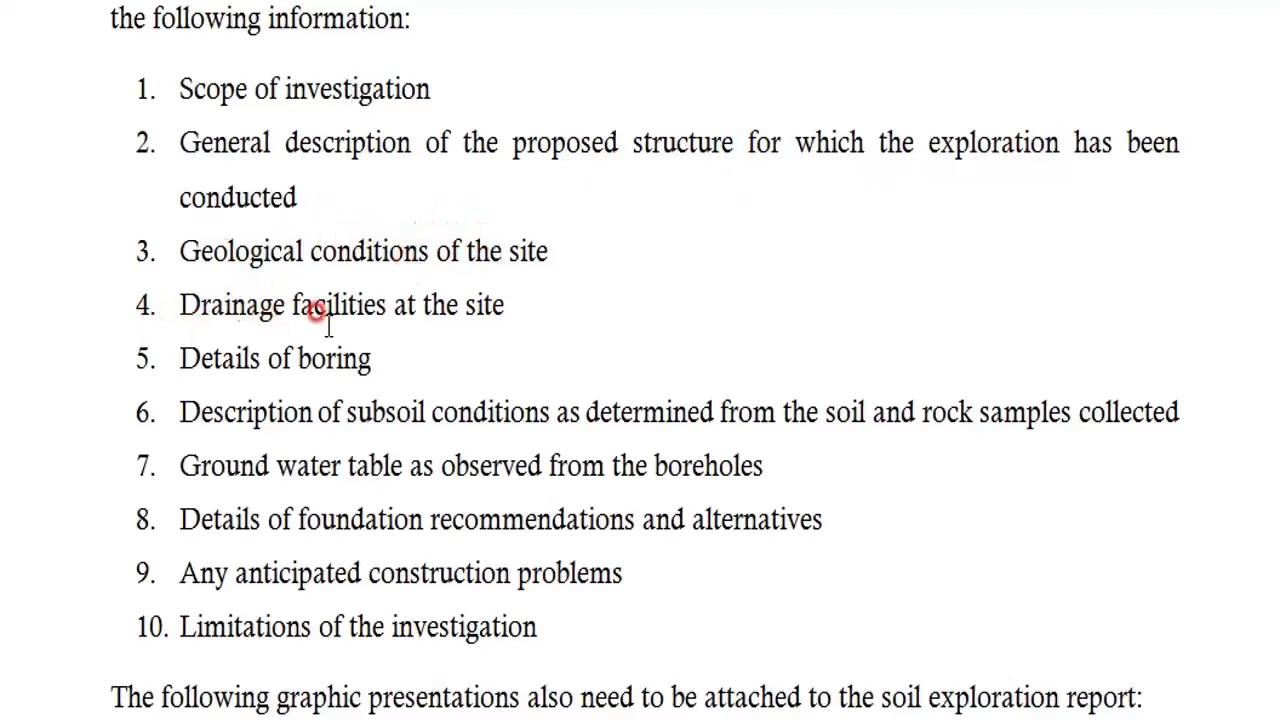 the following information:
1. Scope of investigation
2. General description of the proposed structure for which the exploration has been
conducted
3. Geological conditions of the site
4. Drainage facilities at the site
5. Details of boring
6. Description of subsoil conditions as determined from the soil and rock samples collected
7. Ground water table as observed from the boreholes
8. Details of foundation recommendations and alternatives
9. Any anticipated construction problems
10. Limitations of the investigation
The following graphic presentations also need to be attached to the soil exploration report: